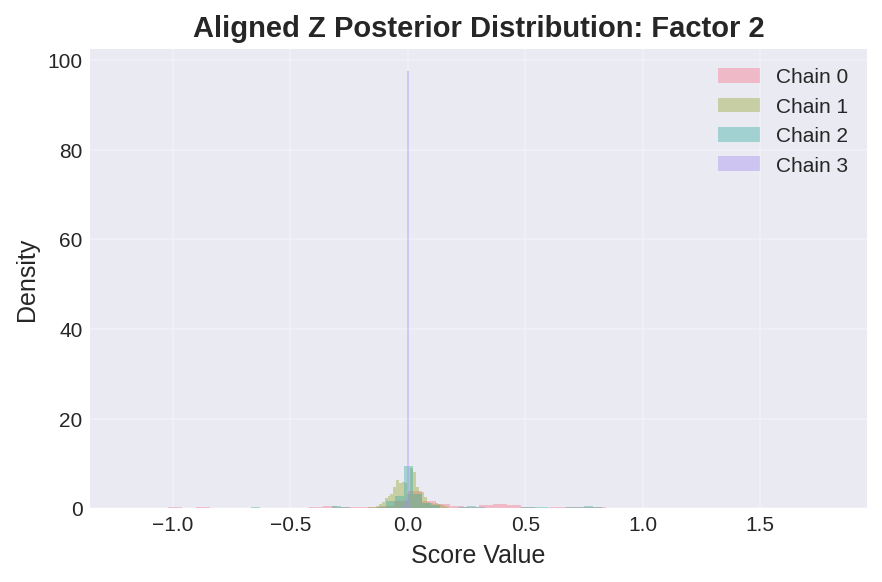 Aligned Z Posterior Distribution: Factor 2
100
80
60
40
20
0
Density
Chain 0
Chain 1
Chain 2
Chain 3
−1.0 −0.5 0.0 0.5 1.0 1.5
Score Value